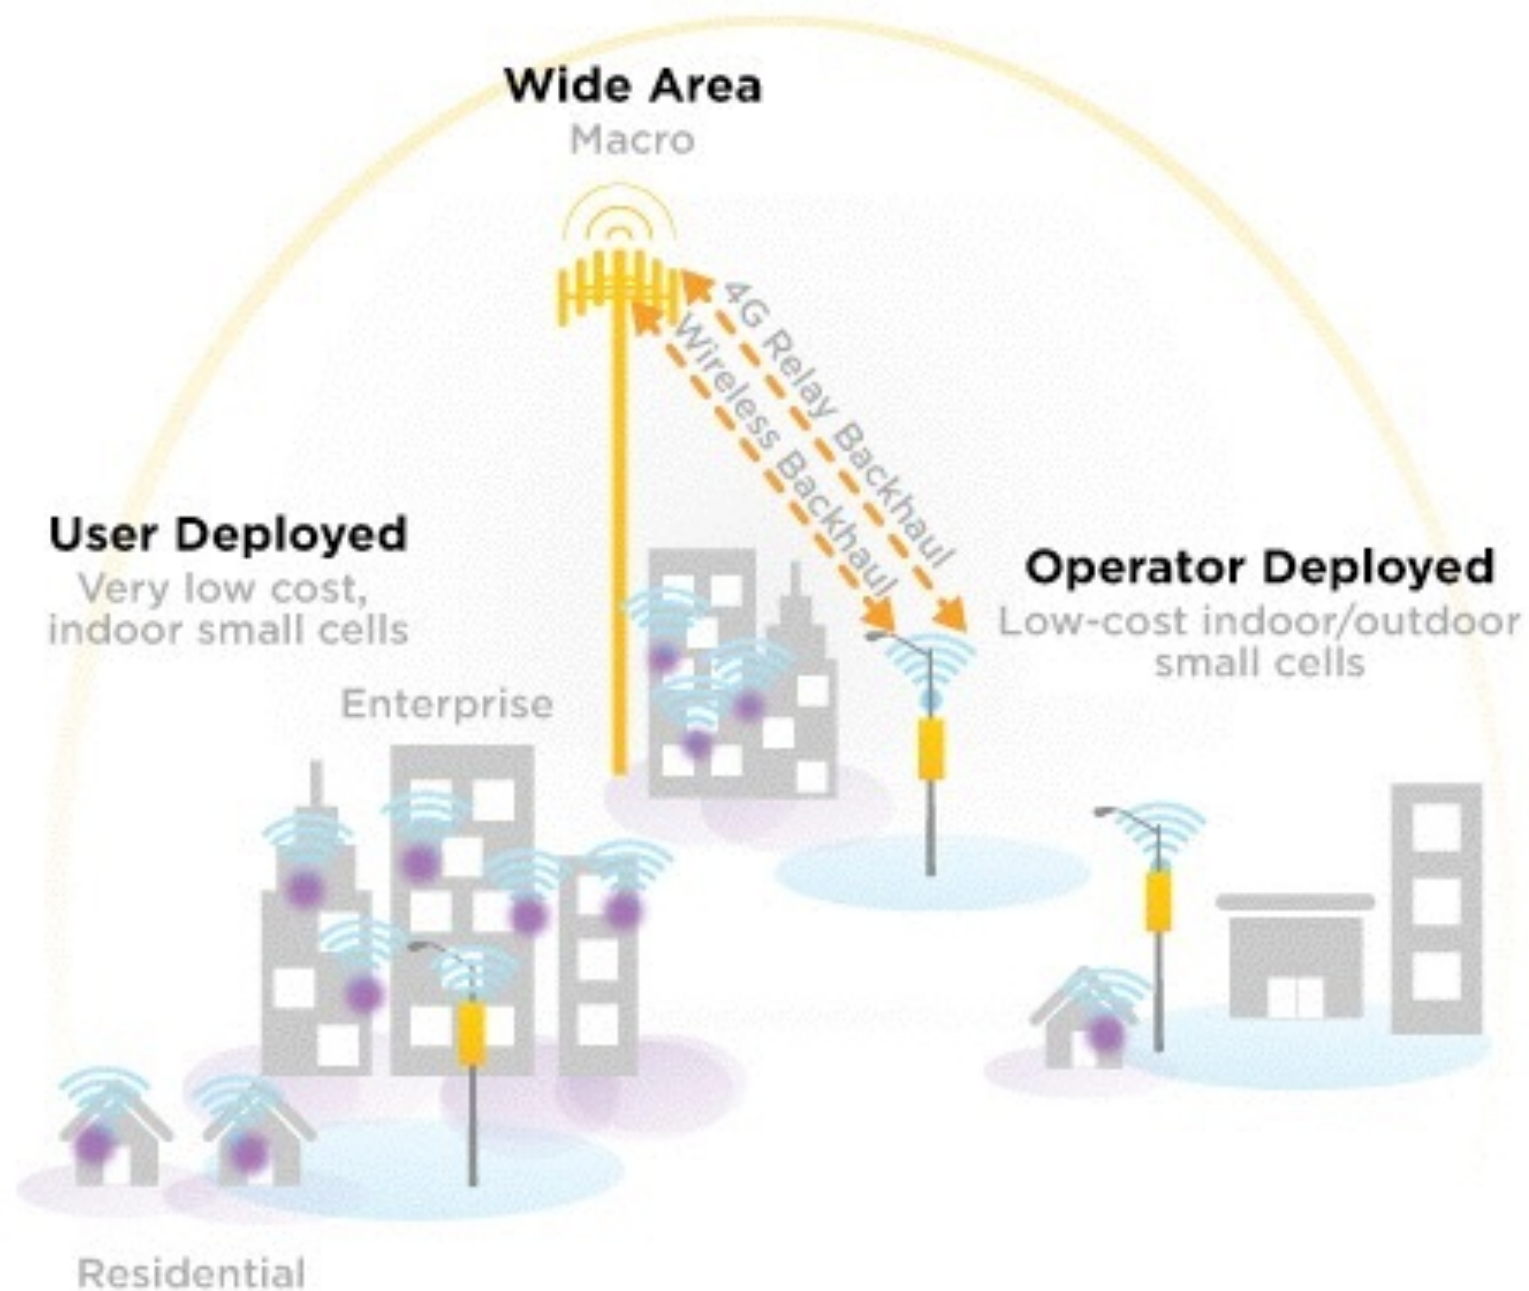 Wide Area
Macro
4G Relay Backhaul
Wireless Backhaul
User Deployed
Very low cost,
indoor small cells
Operator Deployed
Low-cost indoor/outdoor
small cells
Enterprise
Residential